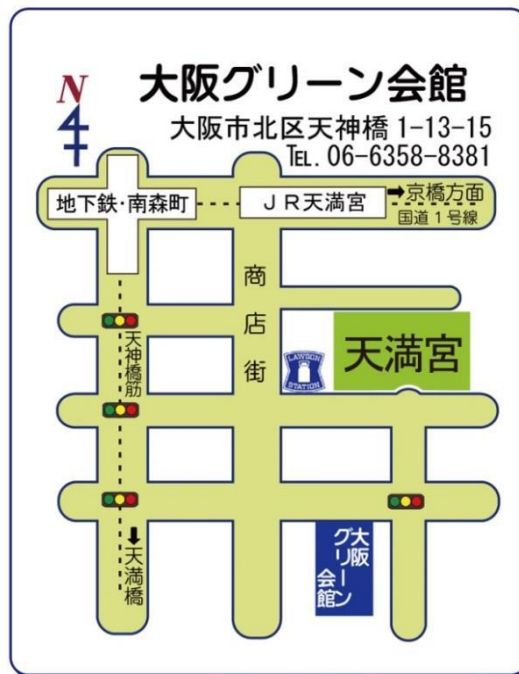 N
大阪グリーン会館
大阪市北区天神橋 1-13-15
TEL. 06-6358-8381
地下鉄・南森町
JR天満宮
➡京橋方面
国道1号線
商店街
天神橋筋
LAWSON
STATION
天満宮
⬇天満橋
大阪
グリーン
会館